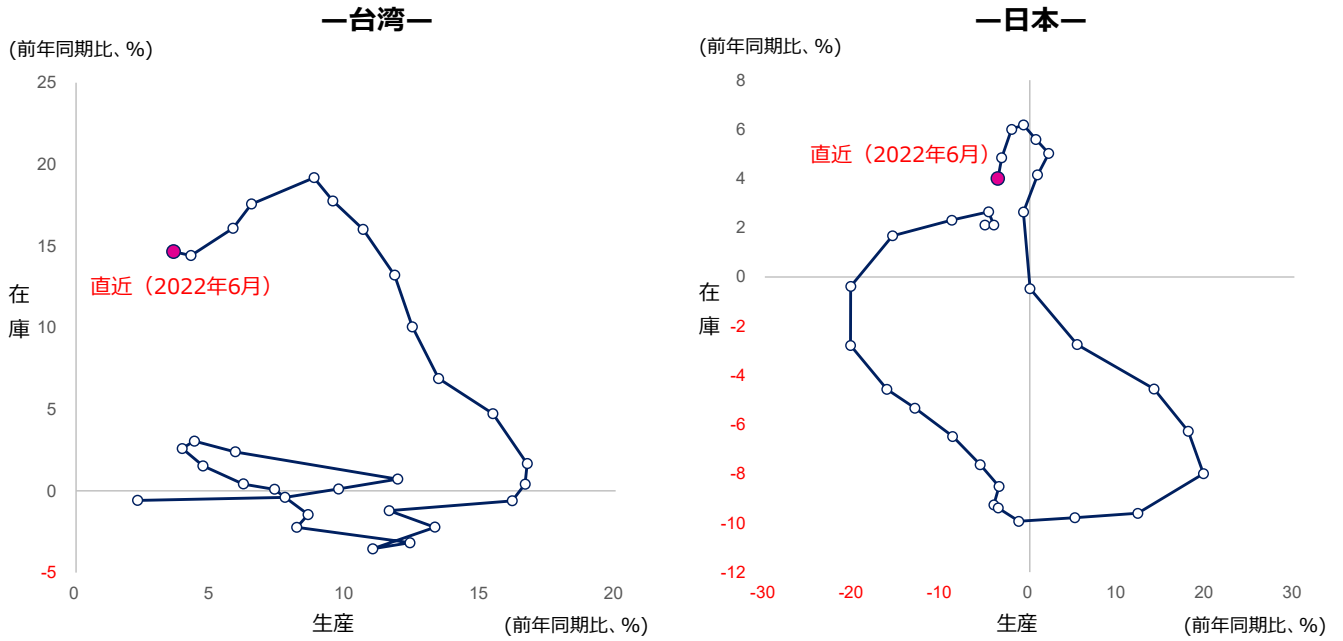 ー台湾ー
(前年同期比、%)
25
20
15
10
5
0
-5
在
庫
直近（2022年6月）
0
5
10
15
20
生産
(前年同期比、%)
ー日本ー
(前年同期比、%)
8
6
4
2
0
-2
-4
-6
-8
-10
-12
在
庫
直近（2022年6月）
-30
-20
-10
0
10
20
30
生産
(前年同期比、%)